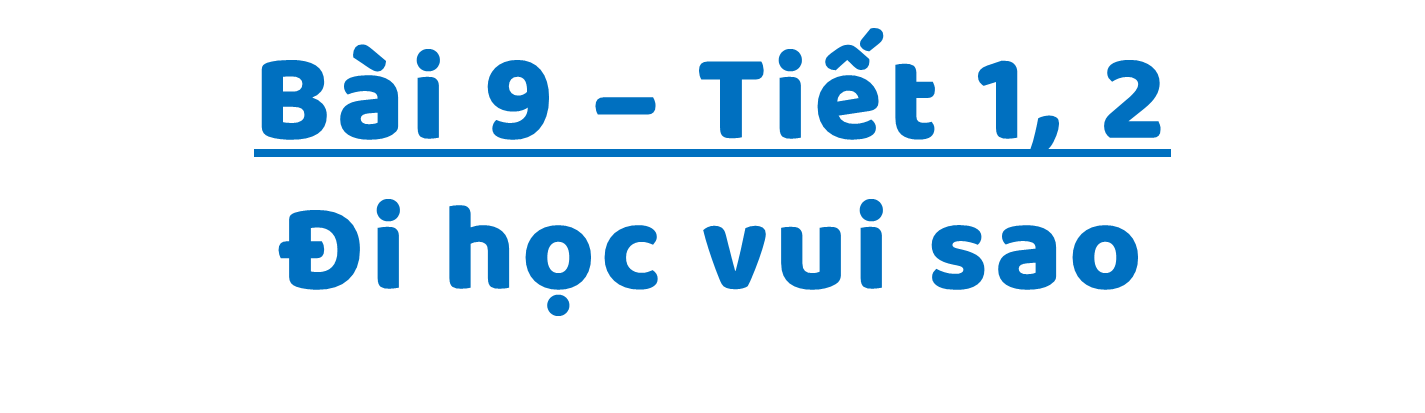 Bài 9 – Tiết 1, 2
Đi học vui sao